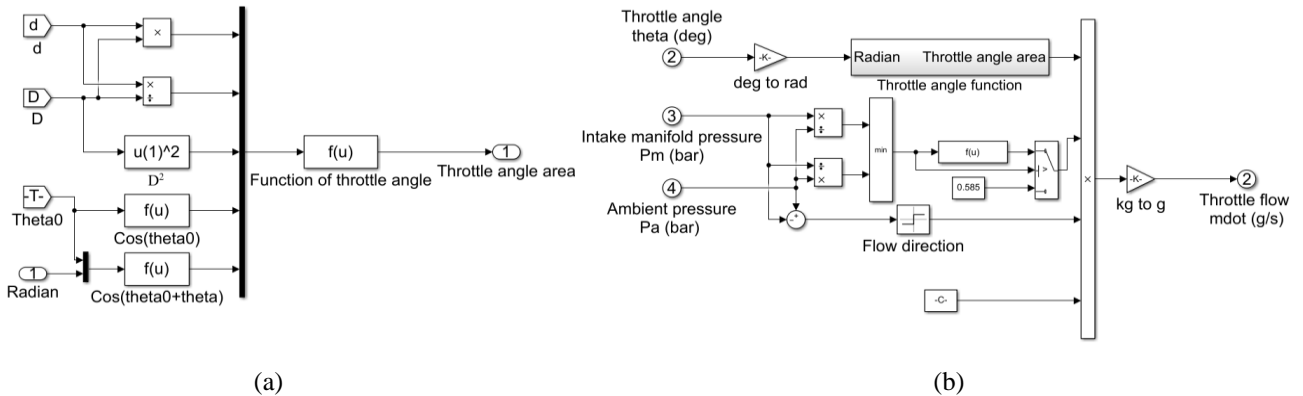 d
d
×
×
÷
D
D
u(1)^2
D²
-T-
Theta0
f(u)
Cos(theta0)
1
Radian
f(u)
Cos(theta0+theta)
f(u)
Function of throttle angle
1
Throttle angle area
(a)
Throttle angle
theta (deg)
2
-K-
deg to rad
Radian Throttle angle area
Throttle angle function
3
Intake manifold pressure
Pm (bar)
×
÷
÷
×
min
f(u)
>
0.585
4
Ambient pressure
Pa (bar)
-
+
Flow direction
-C-
×
-K-
kg to g
2
Throttle flow
mdot (g/s)
(b)